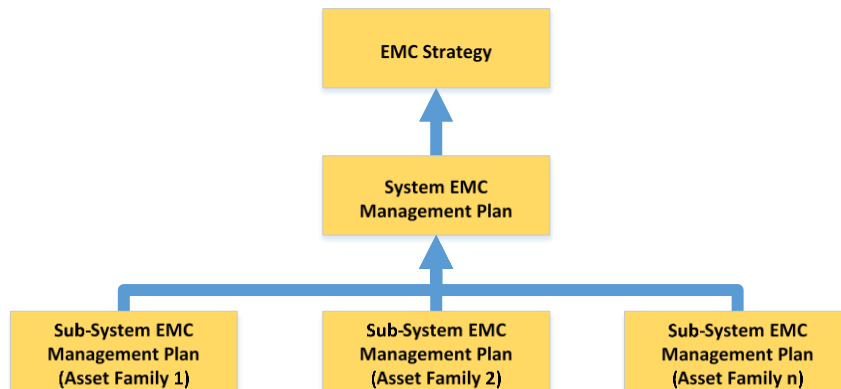 EMC Strategy
System EMC
Management Plan
Sub-System EMC
Management Plan
(Asset Family 1)
Sub-System EMC
Management Plan
(Asset Family 2)
Sub-System EMC
Management Plan
(Asset Family n)